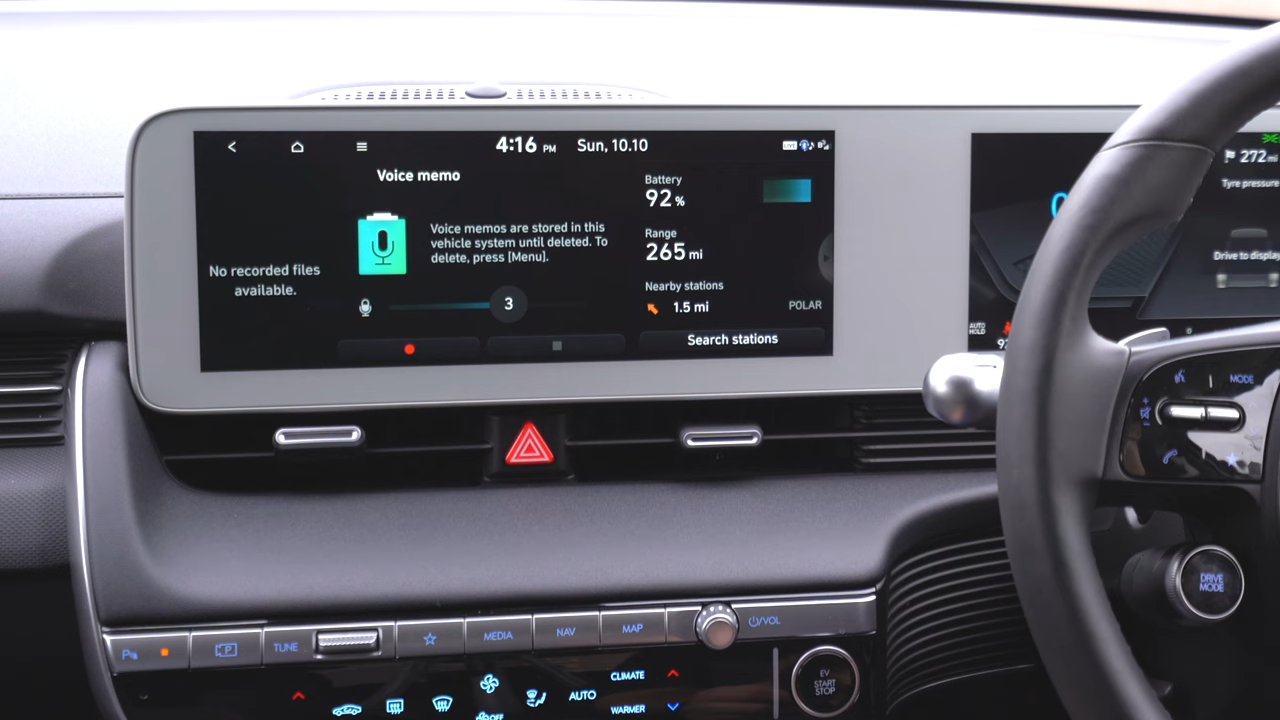 4:16 PM Sun, 10.10
LIVE
Voice memo
No recorded files
available.
Voice memos are stored in this
vehicle system until deleted. To
delete, press [Menu].
3
Battery
92 %
Range
265 mi
Nearby stations
1.5 mi
POLAR
Search stations
272 mi
Tyre pressure
Drive to display
AUTO
HOLD
MODE
DRIVE
MODE
P
P
TUNE
MEDIA
NAV
MAP
/VOL
EV
START
STOP
CLIMATE
AUTO
OFF
WARMER